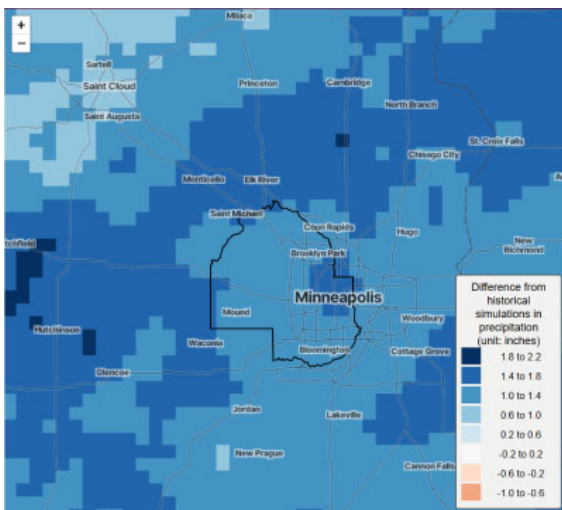 +
−
Milaca
Sartell
Saint Cloud
Princeton
Cambridge
Saint Augusta
North Branch
St. Croix Falls
Chisago City
Monticello
Elk River
Saint Michael
Coon Rapids
Hugo
Brooklyn Park
New
Richmond
Minneapolis
Mound
Woodbury
Hutchinson
Waconia
Bloomington
Cottage Grove
Glencoe
Jordan
Lakeville
New Prague
Cannon Falls
Difference from
historical
simulations in
precipitation
(unit: inches)
1.8 to 2.2
1.4 to 1.8
1.0 to 1.4
0.6 to 1.0
0.2 to 0.6
-0.2 to 0.2
-0.6 to -0.2
-1.0 to -0.6